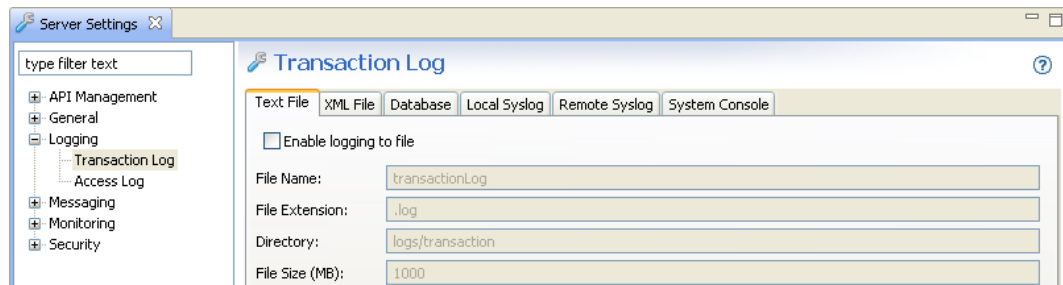 Server Settings
type filter text
API Management
General
Logging
Transaction Log
Access Log
Messaging
Monitoring
Security
Transaction Log
Text File XML File Database Local Syslog Remote Syslog System Console
Enable logging to file
File Name: transactionLog
File Extension: .log
Directory: logs/transaction
File Size (MB): 1000